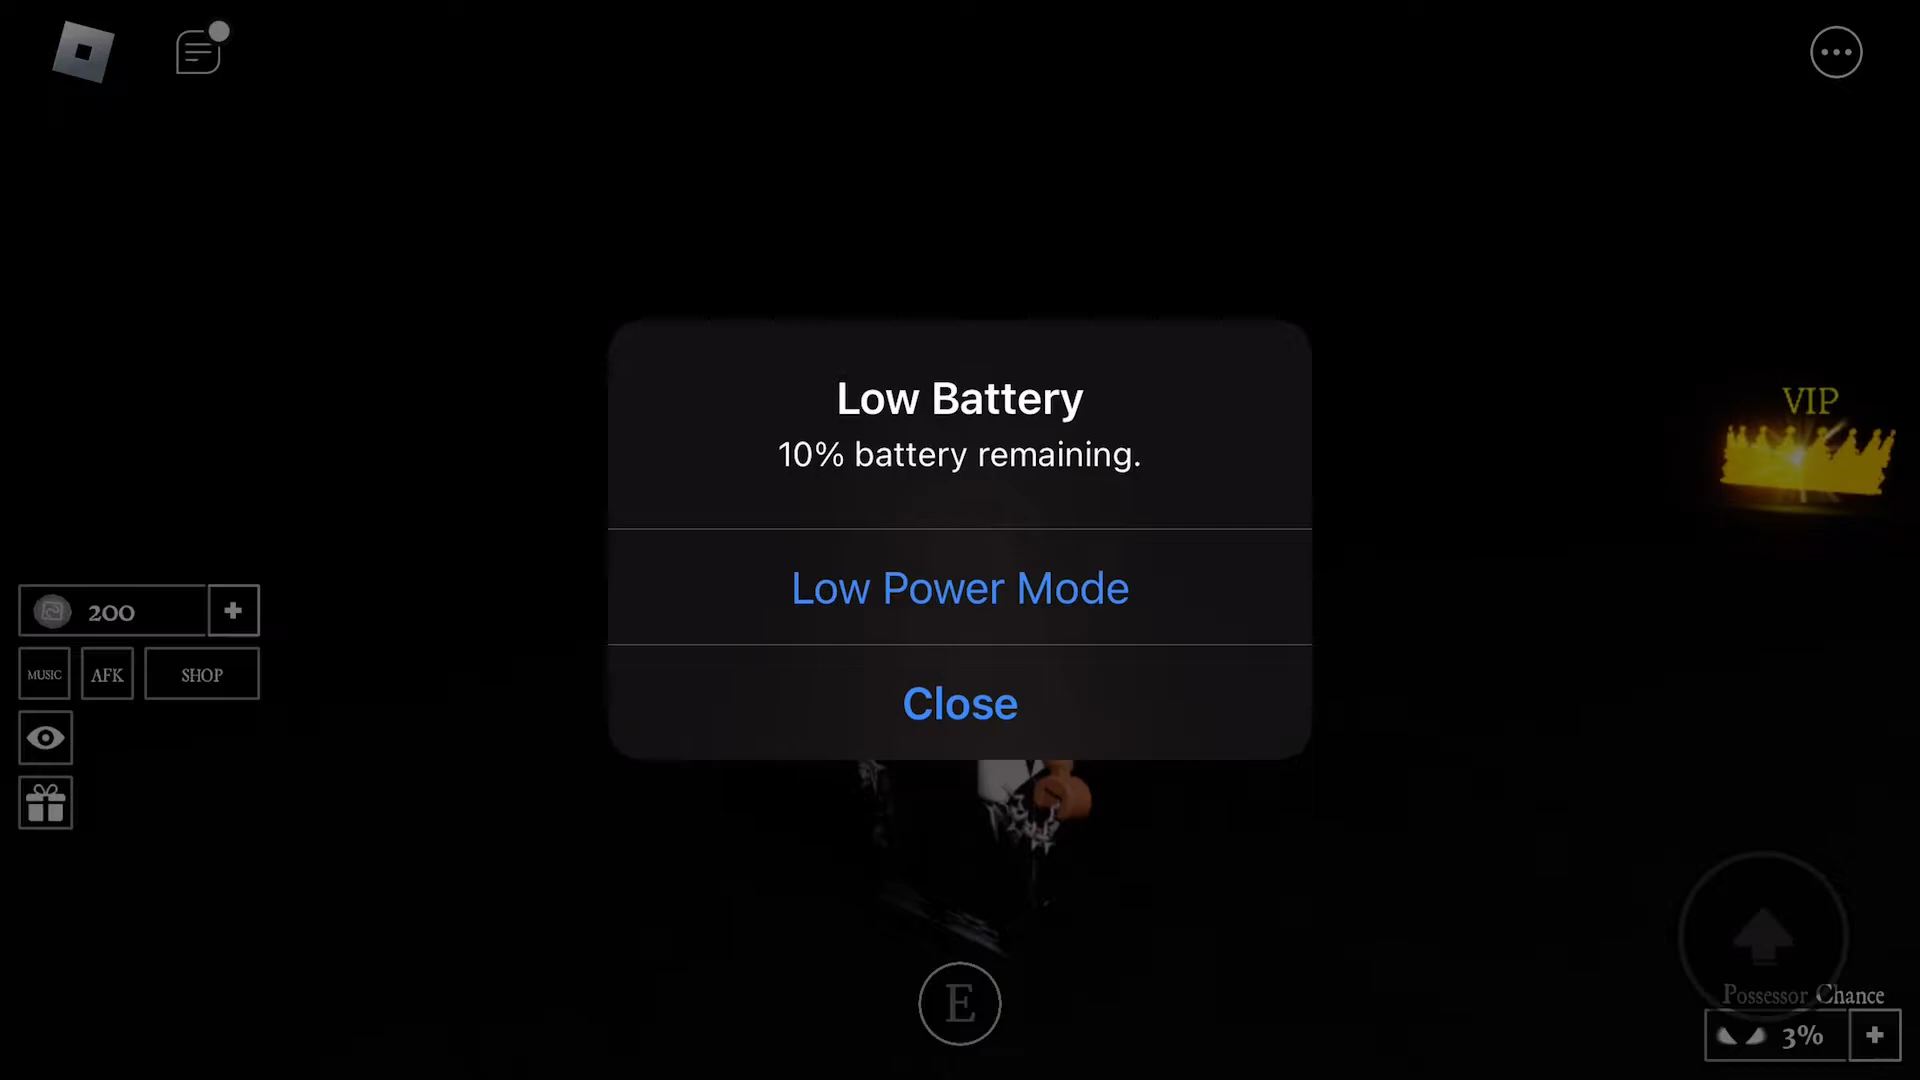 Low Battery
10% battery remaining.
Low Power Mode
Close
VIP
200
+
MUSIC
AFK
SHOP
E
Possessor Chance
3%
+